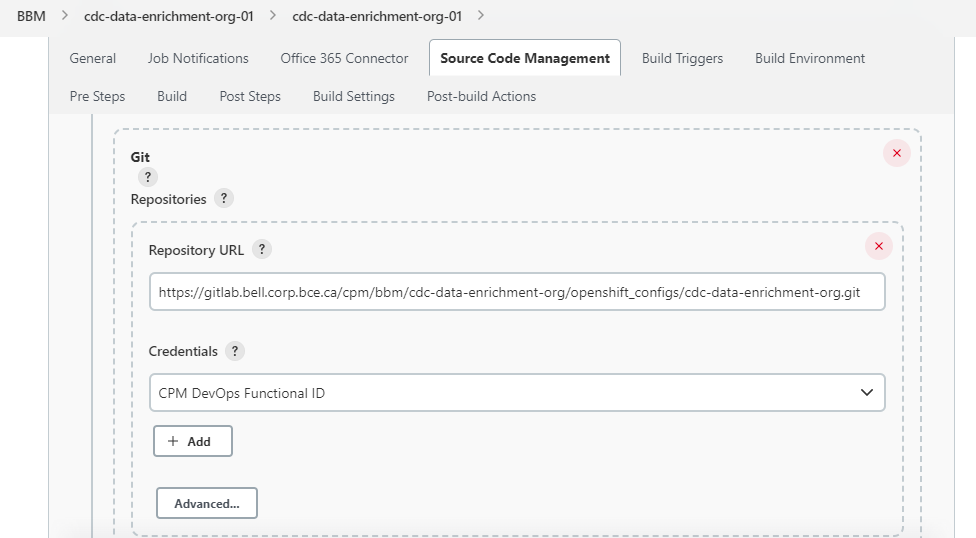 BBM > cdc-data-enrichment-org-01 > cdc-data-enrichment-org-01 >
General Job Notifications Office 365 Connector Source Code Management Build Triggers Build Environment
Pre Steps Build Post Steps Build Settings Post-build Actions
Git
?
Repositories ?
Repository URL ?
https://gitlab.bell.corp.bce.ca/cpm/bbm/cdc-data-enrichment-org/openshift_configs/cdc-data-enrichment-org.git
Credentials ?
CPM DevOps Functional ID
+ Add
Advanced...